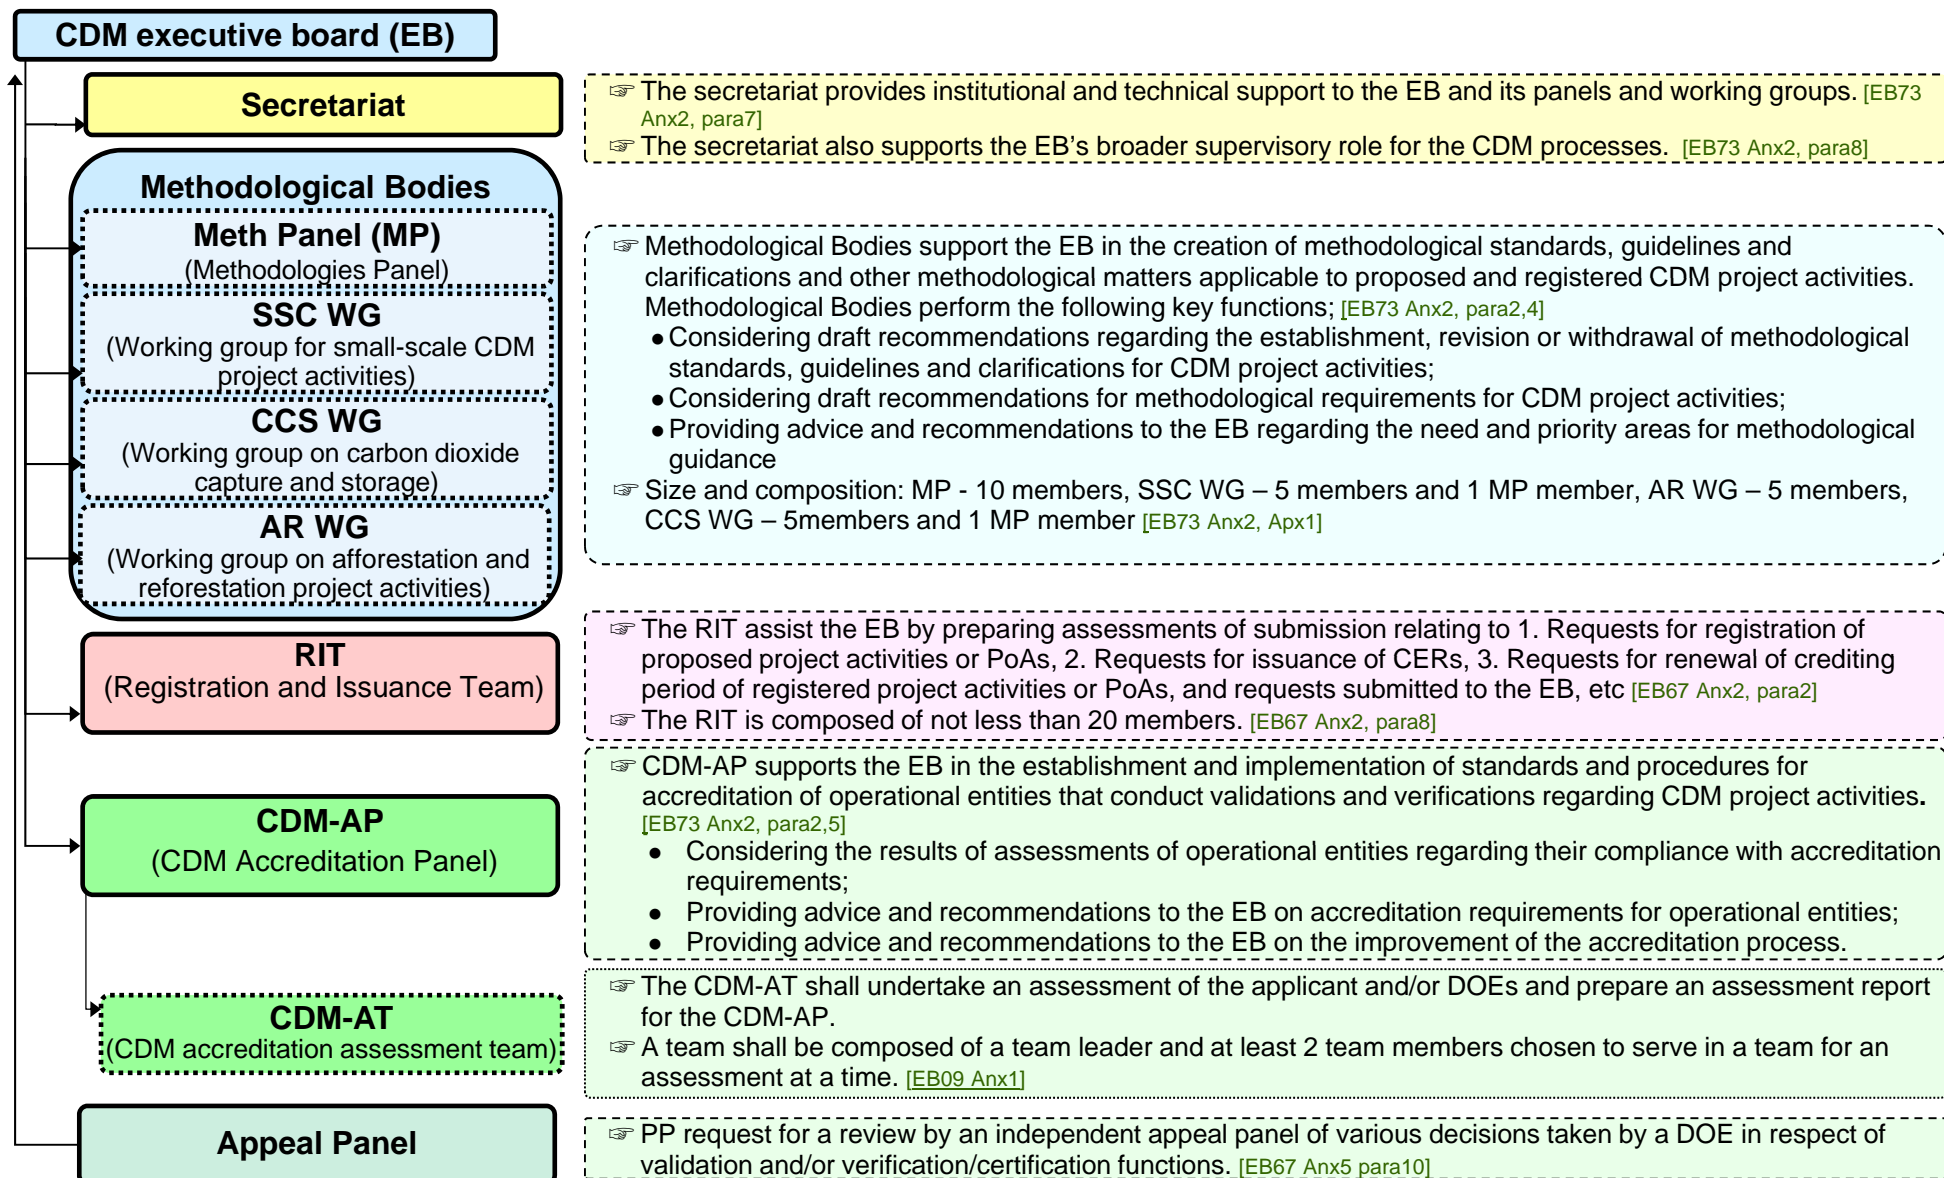 CDM executive board (EB)
Secretariat
☞ The secretariat provides institutional and technical support to the EB and its panels and working groups. [EB73
Anx2, para7]
☞ The secretariat also supports the EB's broader supervisory role for the CDM processes. [EB73 Anx2, para8]
Methodological Bodies
Meth Panel (MP)
(Methodologies Panel)
SSC WG
(Working group for small-scale CDM
project activities)
CCS WG
(Working group on carbon dioxide
capture and storage)
AR WG
(Working group on afforestation and
reforestation project activities)
☞ Methodological Bodies support the EB in the creation of methodological standards, guidelines and
clarifications and other methodological matters applicable to proposed and registered CDM project activities.
Methodological Bodies perform the following key functions; [EB73 Anx2, para2,4]
● Considering draft recommendations regarding the establishment, revision or withdrawal of methodological
standards, guidelines and clarifications for CDM project activities;
● Considering draft recommendations for methodological requirements for CDM project activities;
● Providing advice and recommendations to the EB regarding the need and priority areas for methodological
guidance
☞ Size and composition: MP - 10 members, SSC WG – 5 members and 1 MP member, AR WG – 5 members,
CCS WG – 5members and 1 MP member [EB73 Anx2, Apx1]
RIT
(Registration and Issuance Team)
☞ The RIT assist the EB by preparing assessments of submission relating to 1. Requests for registration of
proposed project activities or PoAs, 2. Requests for issuance of CERs, 3. Requests for renewal of crediting
period of registered project activities or PoAs, and requests submitted to the EB, etc [EB67 Anx2, para2]
☞ The RIT is composed of not less than 20 members. [EB67 Anx2, para8]
CDM-AP
(CDM Accreditation Panel)
☞ CDM-AP supports the EB in the establishment and implementation of standards and procedures for
accreditation of operational entities that conduct validations and verifications regarding CDM project activities.
[EB73 Anx2, para2,5]
● Considering the results of assessments of operational entities regarding their compliance with accreditation
requirements;
● Providing advice and recommendations to the EB on accreditation requirements for operational entities;
● Providing advice and recommendations to the EB on the improvement of the accreditation process.
CDM-AT
(CDM accreditation assessment team)
☞ The CDM-AT shall undertake an assessment of the applicant and/or DOEs and prepare an assessment report
for the CDM-AP.
☞ A team shall be composed of a team leader and at least 2 team members chosen to serve in a team for an
assessment at a time. [EB09 Anx1]
Appeal Panel
☞ PP request for a review by an independent appeal panel of various decisions taken by a DOE in respect of
validation and/or verification/certification functions. [EB67 Anx5 para10]